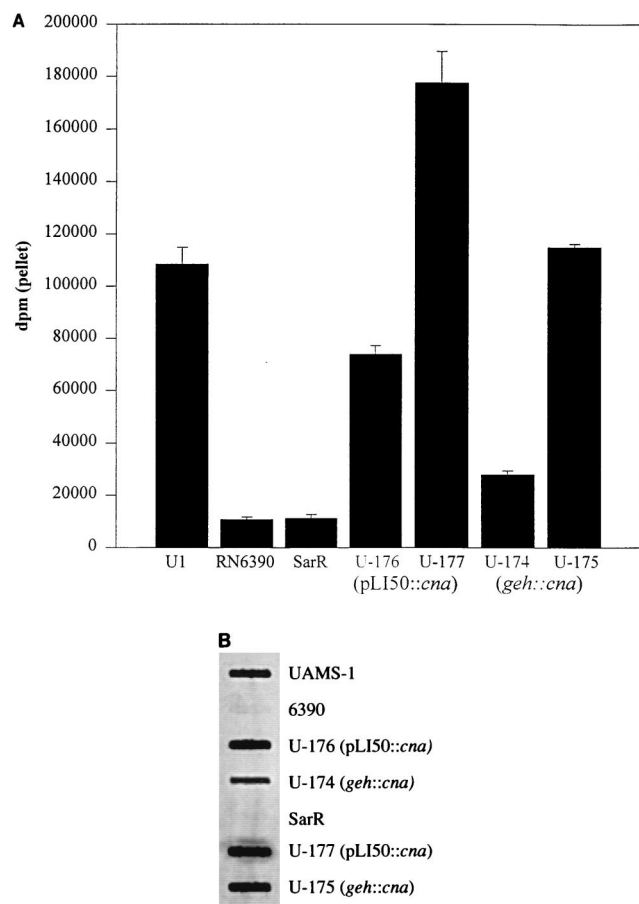 A
200000
180000
160000
140000
120000
100000
80000
60000
40000
20000
0
dpm (pellet)
U1 RN6390 SarR U-176 U-177 U-174 U-175
(pLI50::cna) (geh::cna)
B
UAMS-1
6390
U-176 (pLI50::cna)
U-174 (geh::cna)
SarR
U-177 (pLI50::cna)
U-175 (geh::cna)